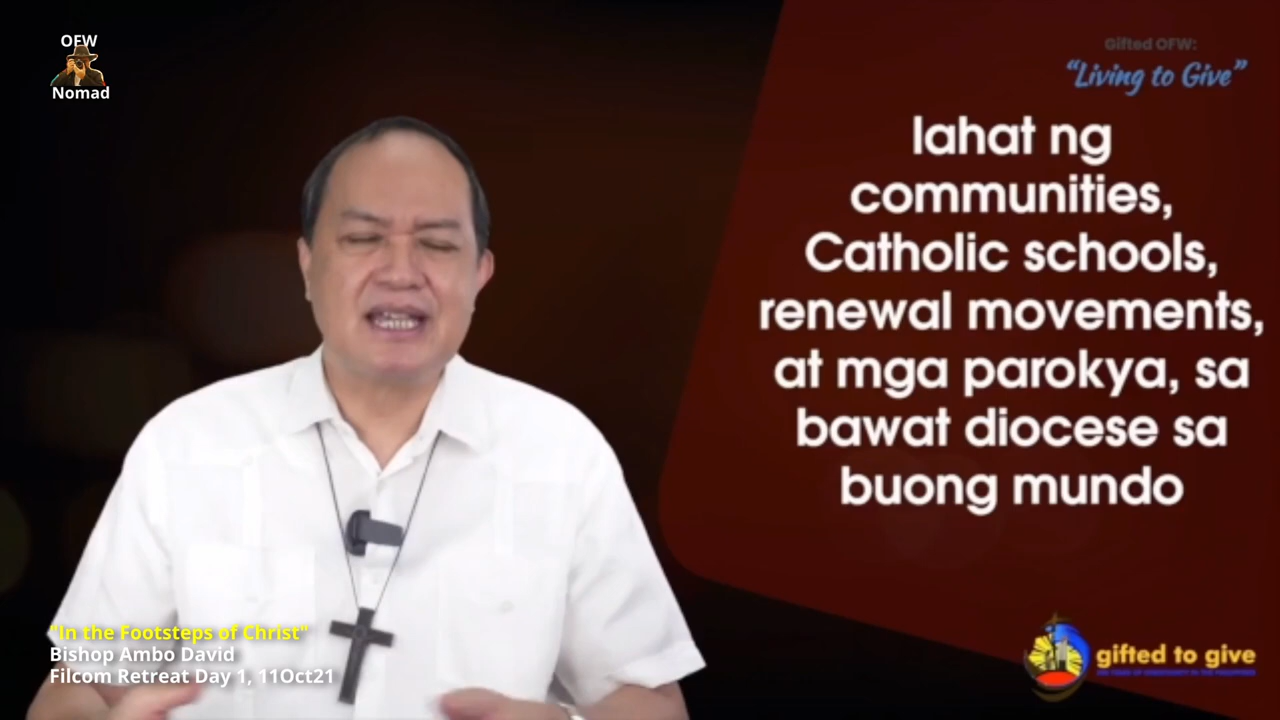 OFW
Nomad
Gifted OFW:
"Living to Give"
lahat ng
communities,
Catholic schools,
renewal movements,
at mga parokya, sa
bawat diocese sa
buong mundo
"In the Footsteps of Christ"
Bishop Ambo David
Filcom Retreat Day 1, 11Oct21
gifted to give